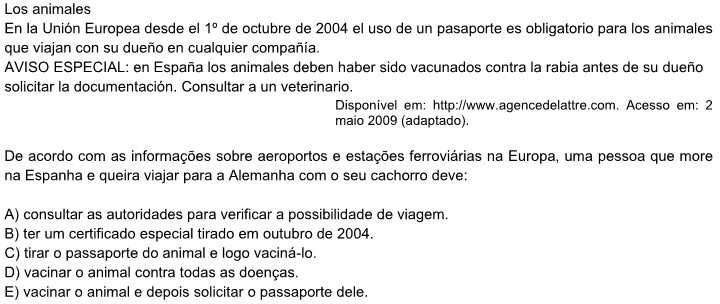 Los animales
En la Unión Europea desde el 1º de octubre de 2004 el uso de un pasaporte es obligatorio para los animales
que viajan con su dueño en cualquier compañía.
AVISO ESPECIAL: en España los animales deben haber sido vacunados contra la rabia antes de su dueño
solicitar la documentación. Consultar a un veterinario.
Disponível em: http://www.agencedelattre.com. Acesso em: 2
maio 2009 (adaptado).
De acordo com as informações sobre aeroportos e estações ferroviárias na Europa, uma pessoa que more
na Espanha e queira viajar para a Alemanha com o seu cachorro deve:
A) consultar as autoridades para verificar a possibilidade de viagem.
B) ter um certificado especial tirado em outubro de 2004.
C) tirar o passaporte do animal e logo vaciná-lo.
D) vacinar o animal contra todas as doenças.
E) vacinar o animal e depois solicitar o passaporte dele.